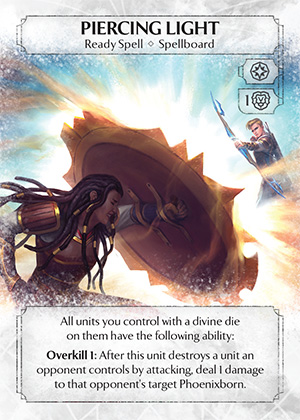 PIERCING LIGHT
Ready Spell ⬦ Spellboard
1
All units you control with a divine die
on them have the following ability:
Overkill 1: After this unit destroys a unit an
opponent controls by attacking, deal 1 damage
to that opponent's target Phoenixborn.